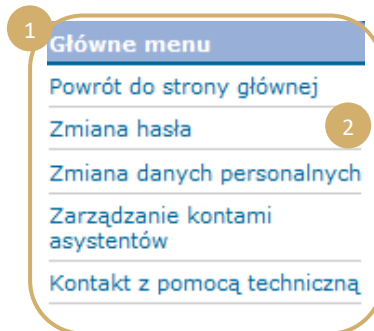 1
Główne menu
Powrót do strony głównej
Zmiana hasła
2
Zmiana danych personalnych
Zarządzanie kontami
asystentów
Kontakt z pomocą techniczną